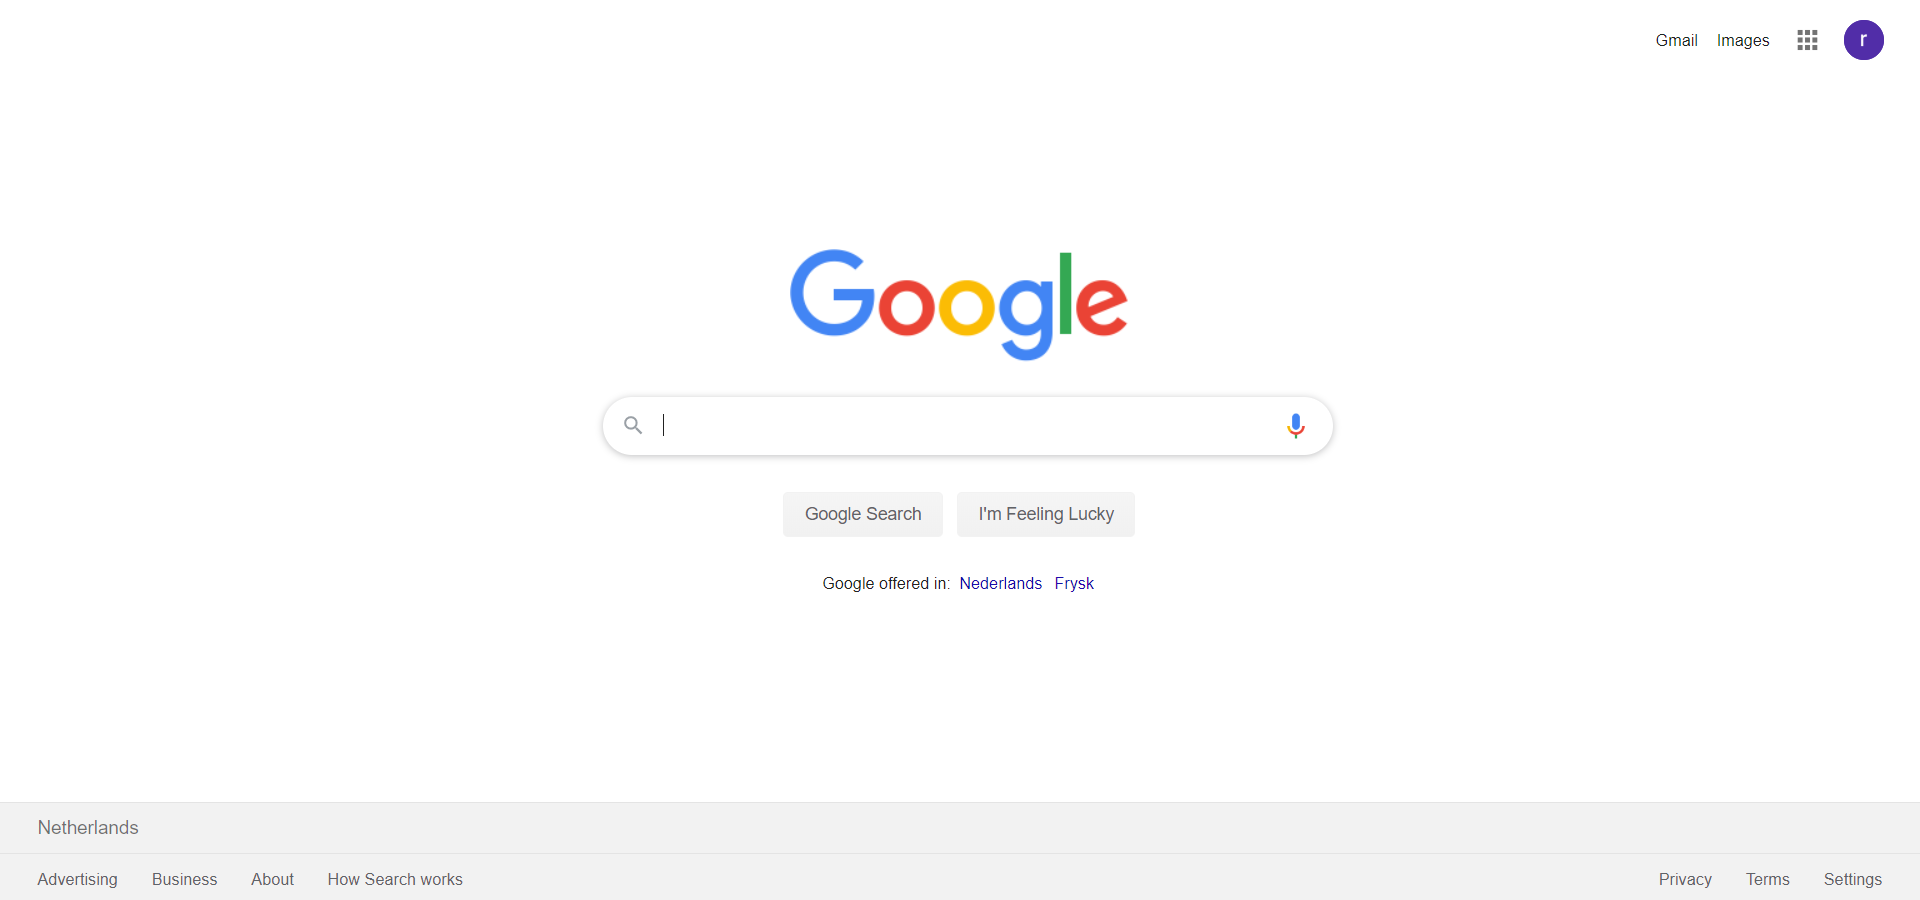 Gmail Images r
Google
Google Search I'm Feeling Lucky
Google offered in: Nederlands Frysk
Netherlands
Advertising Business About How Search works Privacy Terms Settings